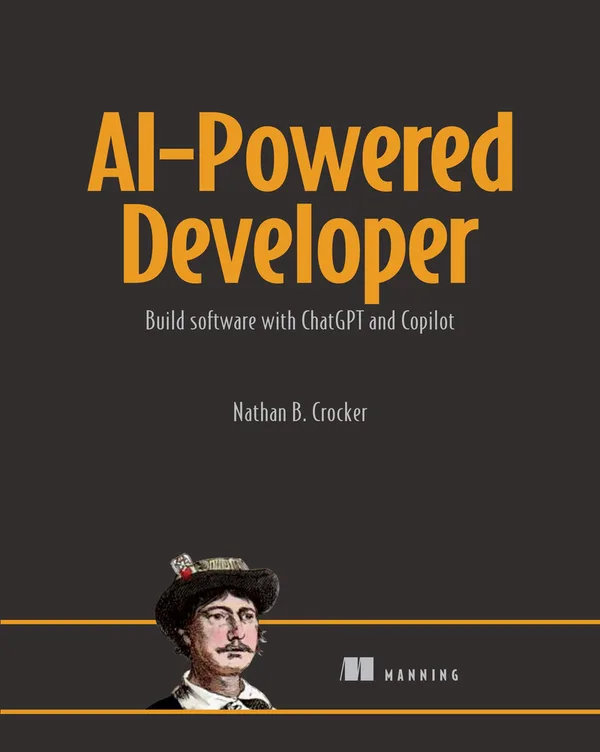 AI-Powered
Developer
Build software with ChatGPT and Copilot
Nathan B. Crocker
MANNING